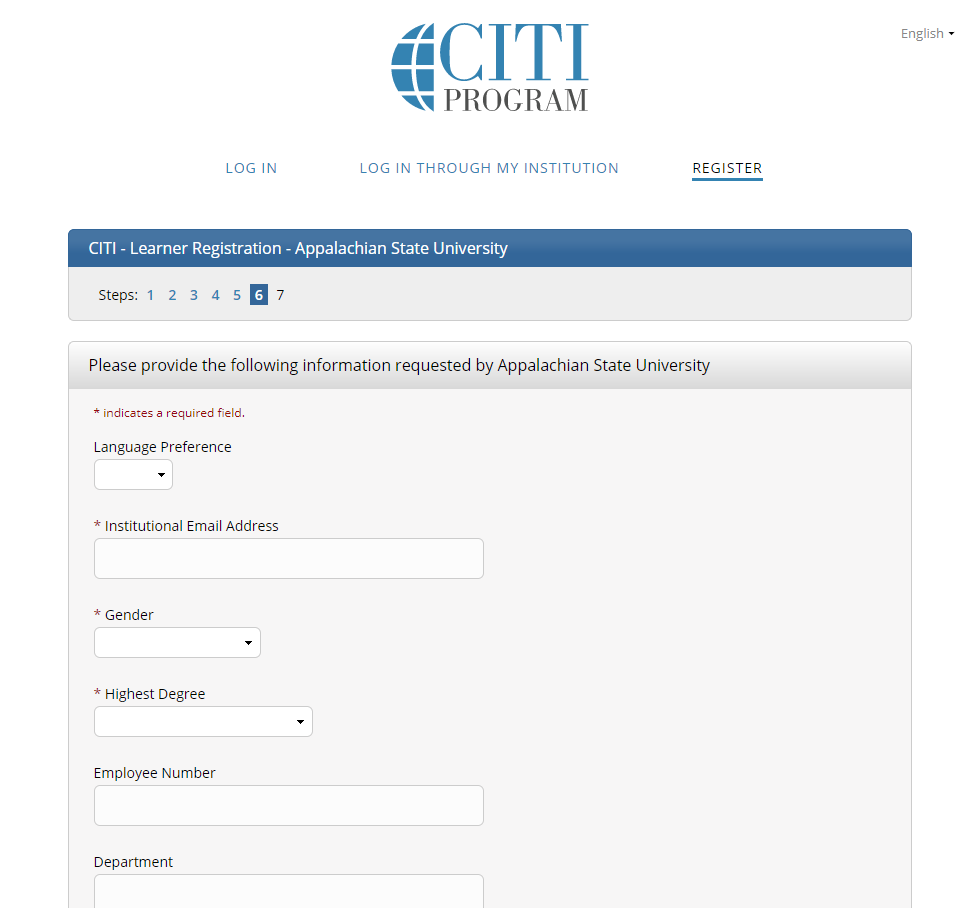 CITI
PROGRAM
English
LOG IN LOG IN THROUGH MY INSTITUTION REGISTER
CITI - Learner Registration - Appalachian State University
Steps: 1 2 3 4 5 6 7
Please provide the following information requested by Appalachian State University
* indicates a required field.
Language Preference
* Institutional Email Address
* Gender
* Highest Degree
Employee Number
Department